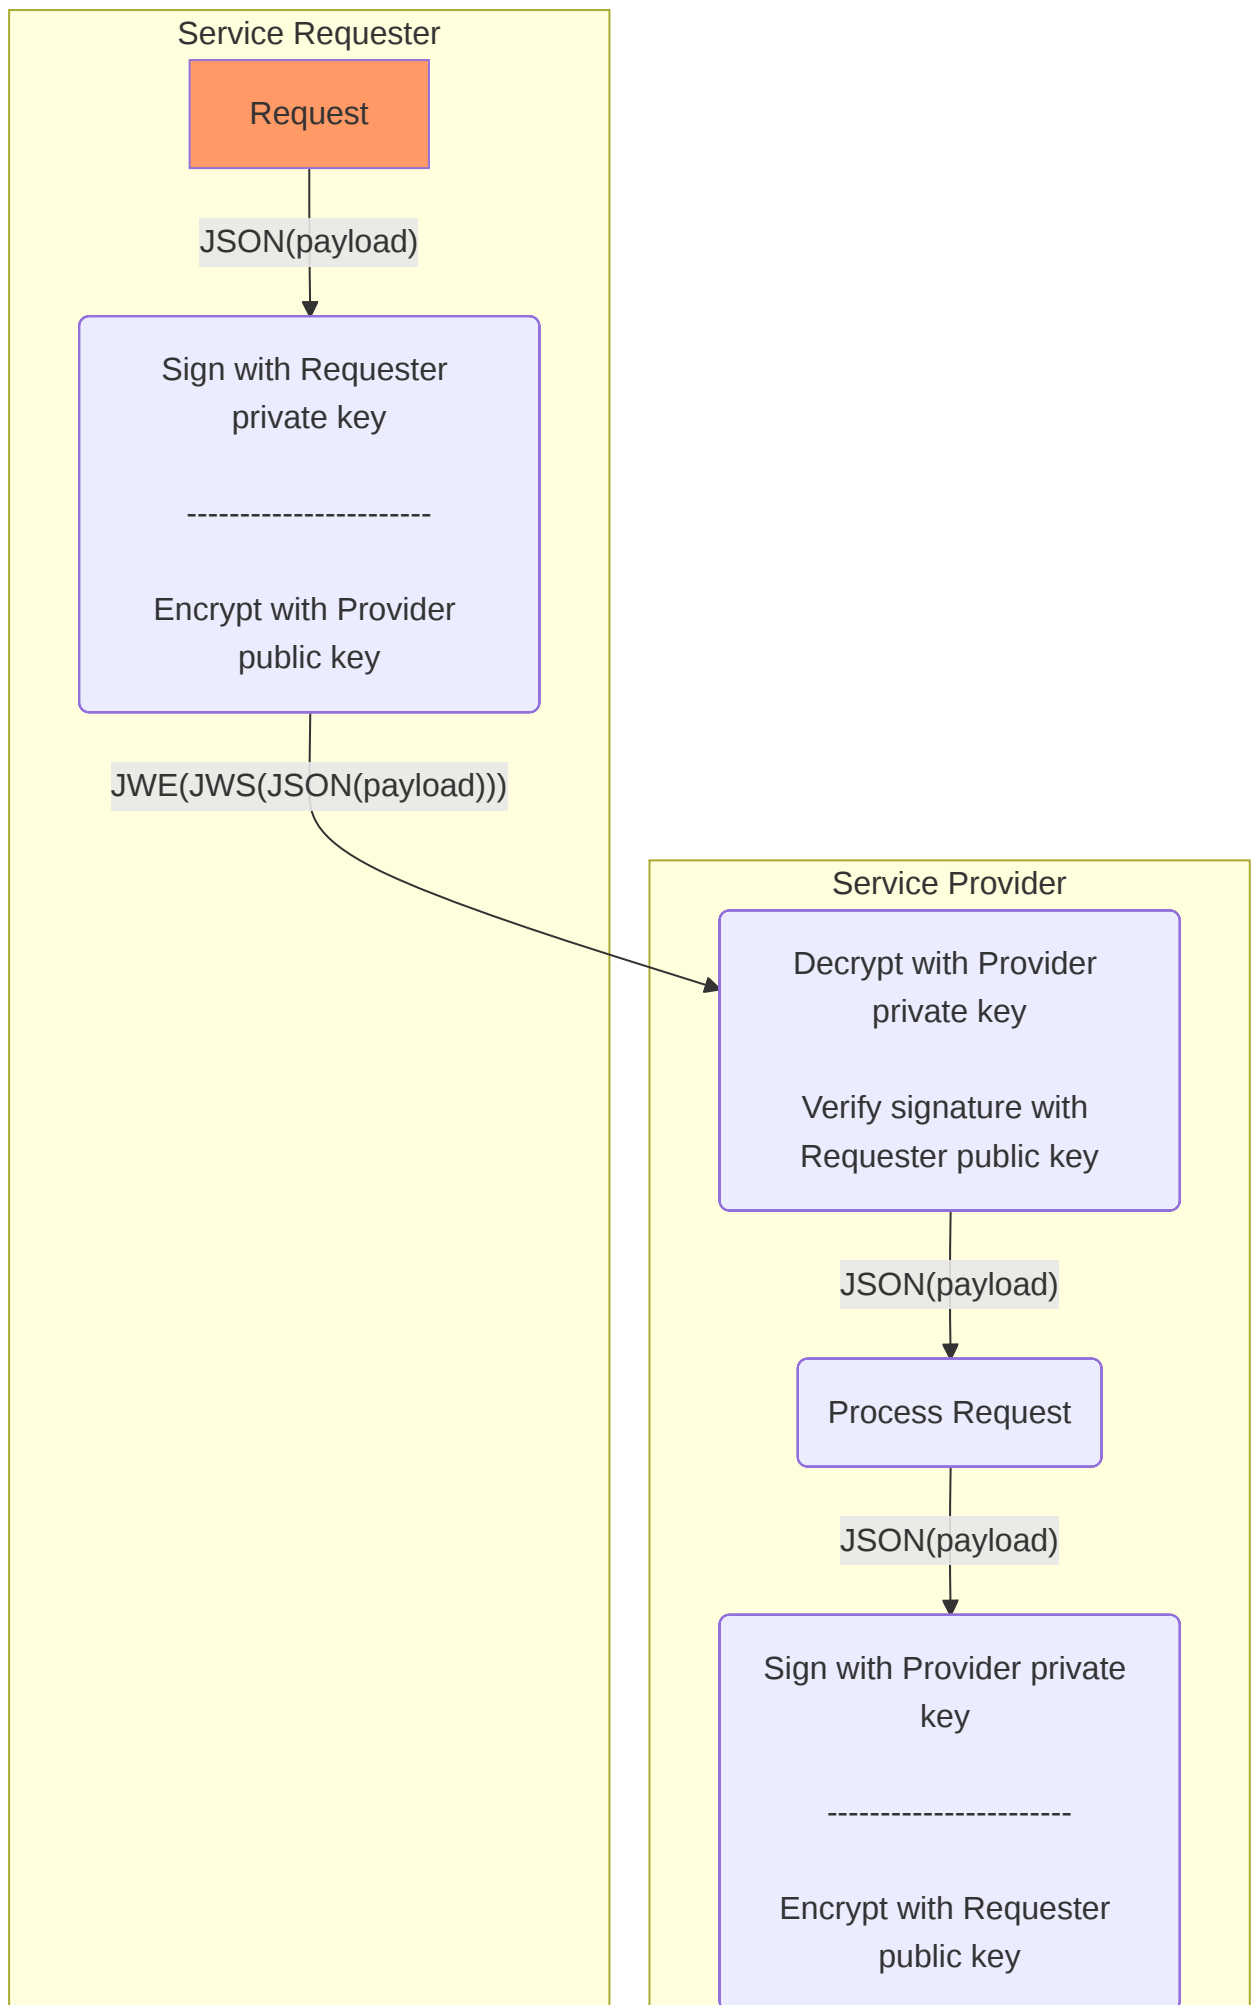 Service Requester
Request
JSON(payload)
Sign with Requester
private key
-----------------------
Encrypt with Provider
public key
JWE(JWS(JSON(payload)))
Service Provider
Decrypt with Provider
private key
Verify signature with
Requester public key
JSON(payload)
Process Request
JSON(payload)
Sign with Provider private
key
-----------------------
Encrypt with Requester
public key